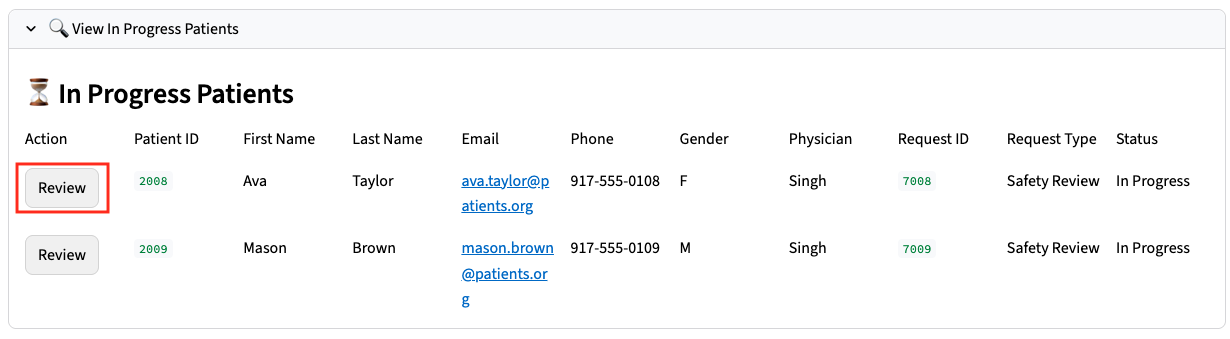 View In Progress Patients
In Progress Patients
Action Patient ID First Name Last Name Email Phone Gender Physician Request ID Request Type Status
Review 2008 Ava Taylor ava.taylor@p 917-555-0108 F Singh 7008 Safety Review In Progress
atients.org
Review 2009 Mason Brown mason.brown 917-555-0109 M Singh 7009 Safety Review In Progress
@patients.or
g